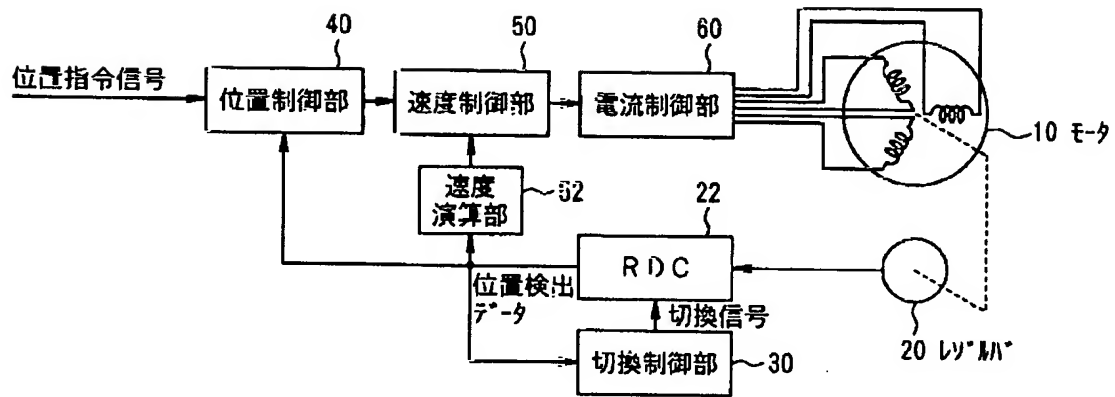 40
50
60
位置指令信号
位置制御部
速度制御部
電流制御部
10 モータ
速度
演算部
52
22
RDC
位置検出
データ
切換信号
20 レゾルバ
切換制御部
30